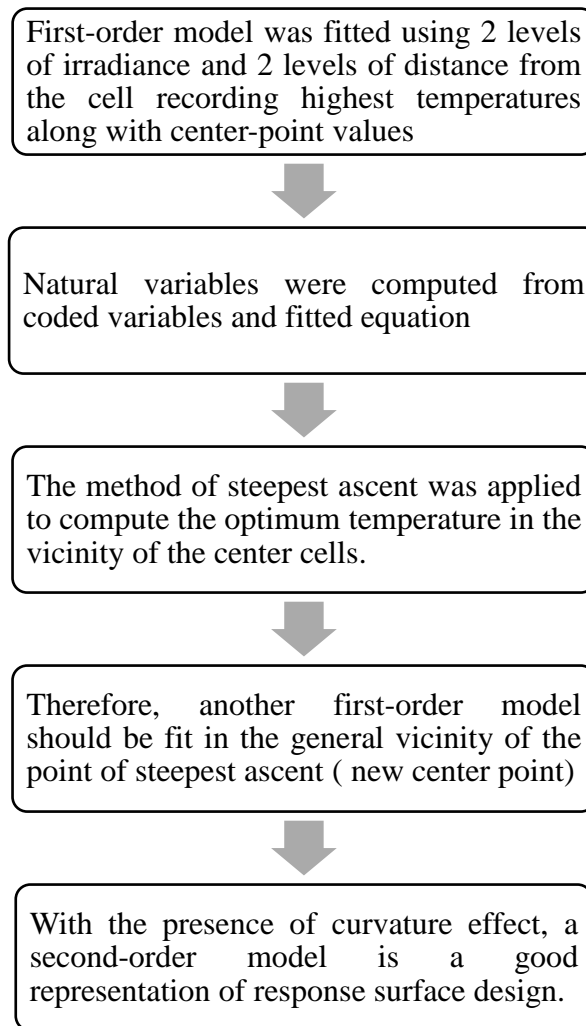 First-order model was fitted using 2 levels
of irradiance and 2 levels of distance from
the cell recording highest temperatures
along with center-point values
Natural variables were computed from
coded variables and fitted equation
The method of steepest ascent was applied
to compute the optimum temperature in the
vicinity of the center cells.
Therefore, another first-order model
should be fit in the general vicinity of the
point of steepest ascent ( new center point)
With the presence of curvature effect, a
second-order model is a good
representation of response surface design.